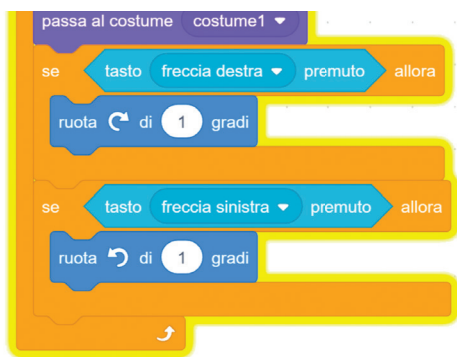 passa al costume costume1
se tasto freccia destra premuto allora
ruota di 1 gradi
se tasto freccia sinistra premuto allora
ruota di 1 gradi